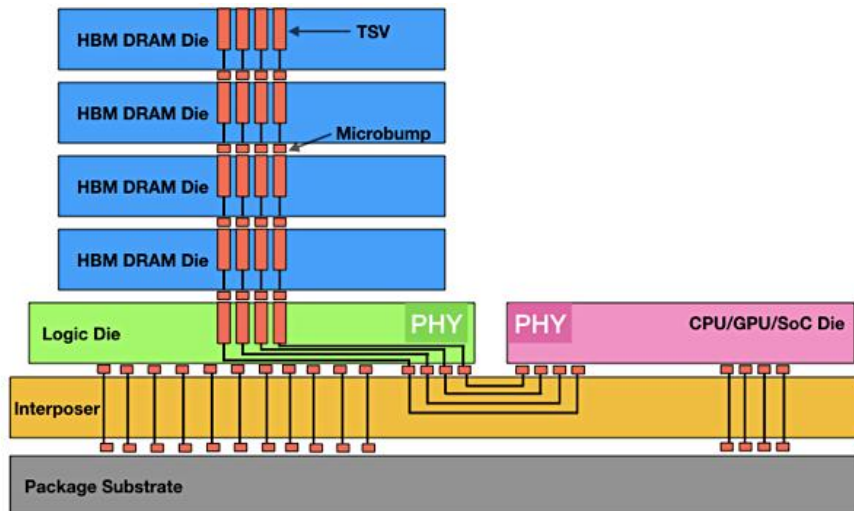 HBM DRAM Die
TSV
HBM DRAM Die
Microbump
HBM DRAM Die
HBM DRAM Die
Logic Die
PHY
PHY
CPU/GPU/SoC Die
Interposer
Package Substrate